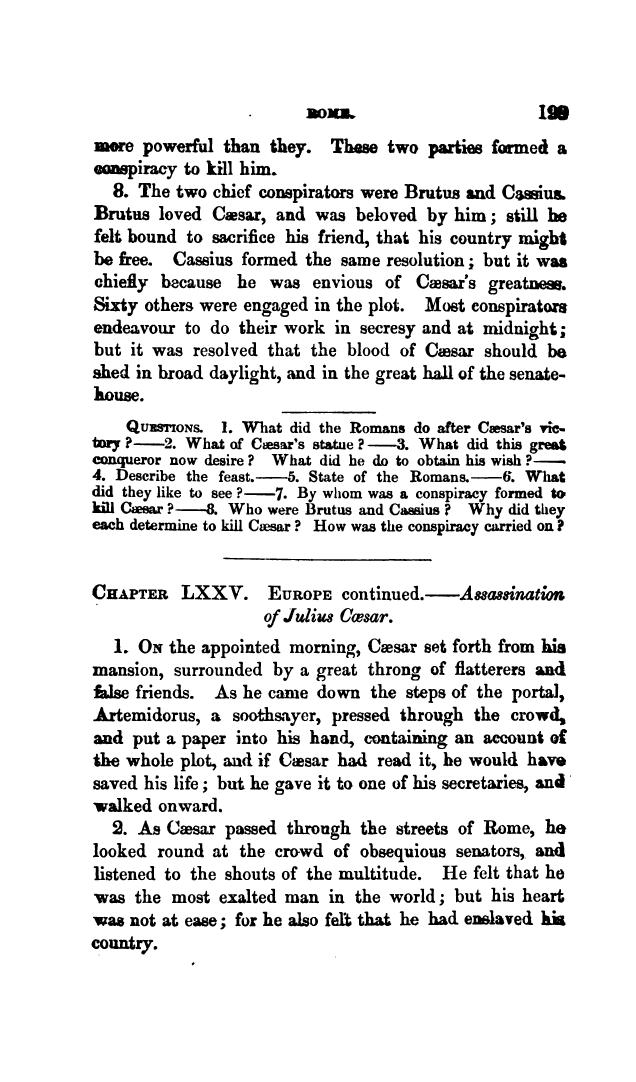 ROME. 199
more powerful than they. These two parties formed a
conspiracy to kill him.
8. The two chief conspirators were Brutus and Cassius.
Brutus loved Cæsar, and was beloved by him; still he
felt bound to sacrifice his friend, that his country might
be free. Cassius formed the same resolution; but it was
chiefly because he was envious of Cæsar's greatness.
Sixty others were engaged in the plot. Most conspirators
endeavour to do their work in secresy and at midnight;
but it was resolved that the blood of Cæsar should be
shed in broad daylight, and in the great hall of the senate-
house.
QUESTIONS. 1. What did the Romans do after Cæsar's vic-
tory?——2. What of Cæsar's statue?——3. What did this great
conqueror now desire? What did he do to obtain his wish?——
4. Describe the feast.——5. State of the Romans.——6. What
did they like to see?——7. By whom was a conspiracy formed to
kill Cæsar?——8. Who were Brutus and Cassius? Why did they
each determine to kill Cæsar? How was the conspiracy carried on?
CHAPTER LXXV. EUROPE continued.——Assassination
of Julius Cæsar.
1. ON the appointed morning, Cæsar set forth from his
mansion, surrounded by a great throng of flatterers and
false friends. As he came down the steps of the portal,
Artemidorus, a soothsayer, pressed through the crowd,
and put a paper into his hand, containing an account of
the whole plot, and if Cæsar had read it, he would have
saved his life; but he gave it to one of his secretaries, and
walked onward.
2. As Cæsar passed through the streets of Rome, he
looked round at the crowd of obsequious senators, and
listened to the shouts of the multitude. He felt that he
was the most exalted man in the world; but his heart
was not at ease; for he also felt that he had enslaved his
country.